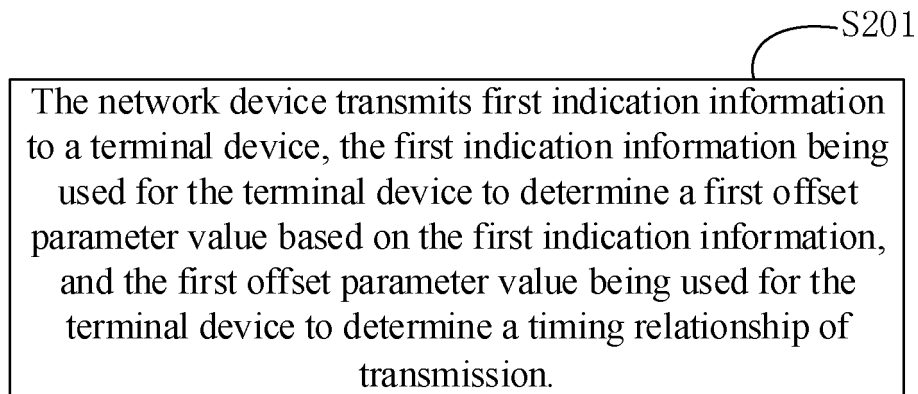 S201
The network device transmits first indication information
to a terminal device, the first indication information being
used for the terminal device to determine a first offset
parameter value based on the first indication information,
and the first offset parameter value being used for the
terminal device to determine a timing relationship of
transmission.